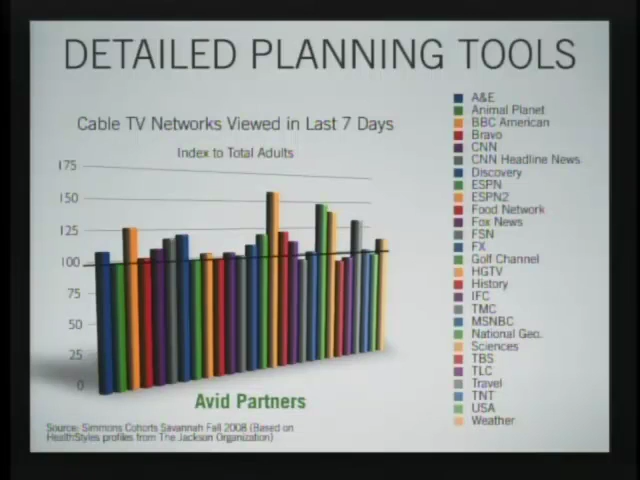 DETAILED PLANNING TOOLS
Cable TV Networks Viewed in Last 7 Days
Index to Total Adults
175
150
125
100
75
50
25
0
Avid Partners
Source: Simmons Cohorts Savannah Fall 2008 (Based on
HealthStyles profiles from The Jackson Organization)
A&E
Animal Planet
BBC American
Bravo
CNN
CNN Headline News
Discovery
ESPN
ESPN2
Food Network
Fox News
FSN
FX
Golf Channel
HGTV
History
IFC
TMC
MSNBC
National Geo.
Sciences
TBS
TLC
Travel
TNT
USA
Weather